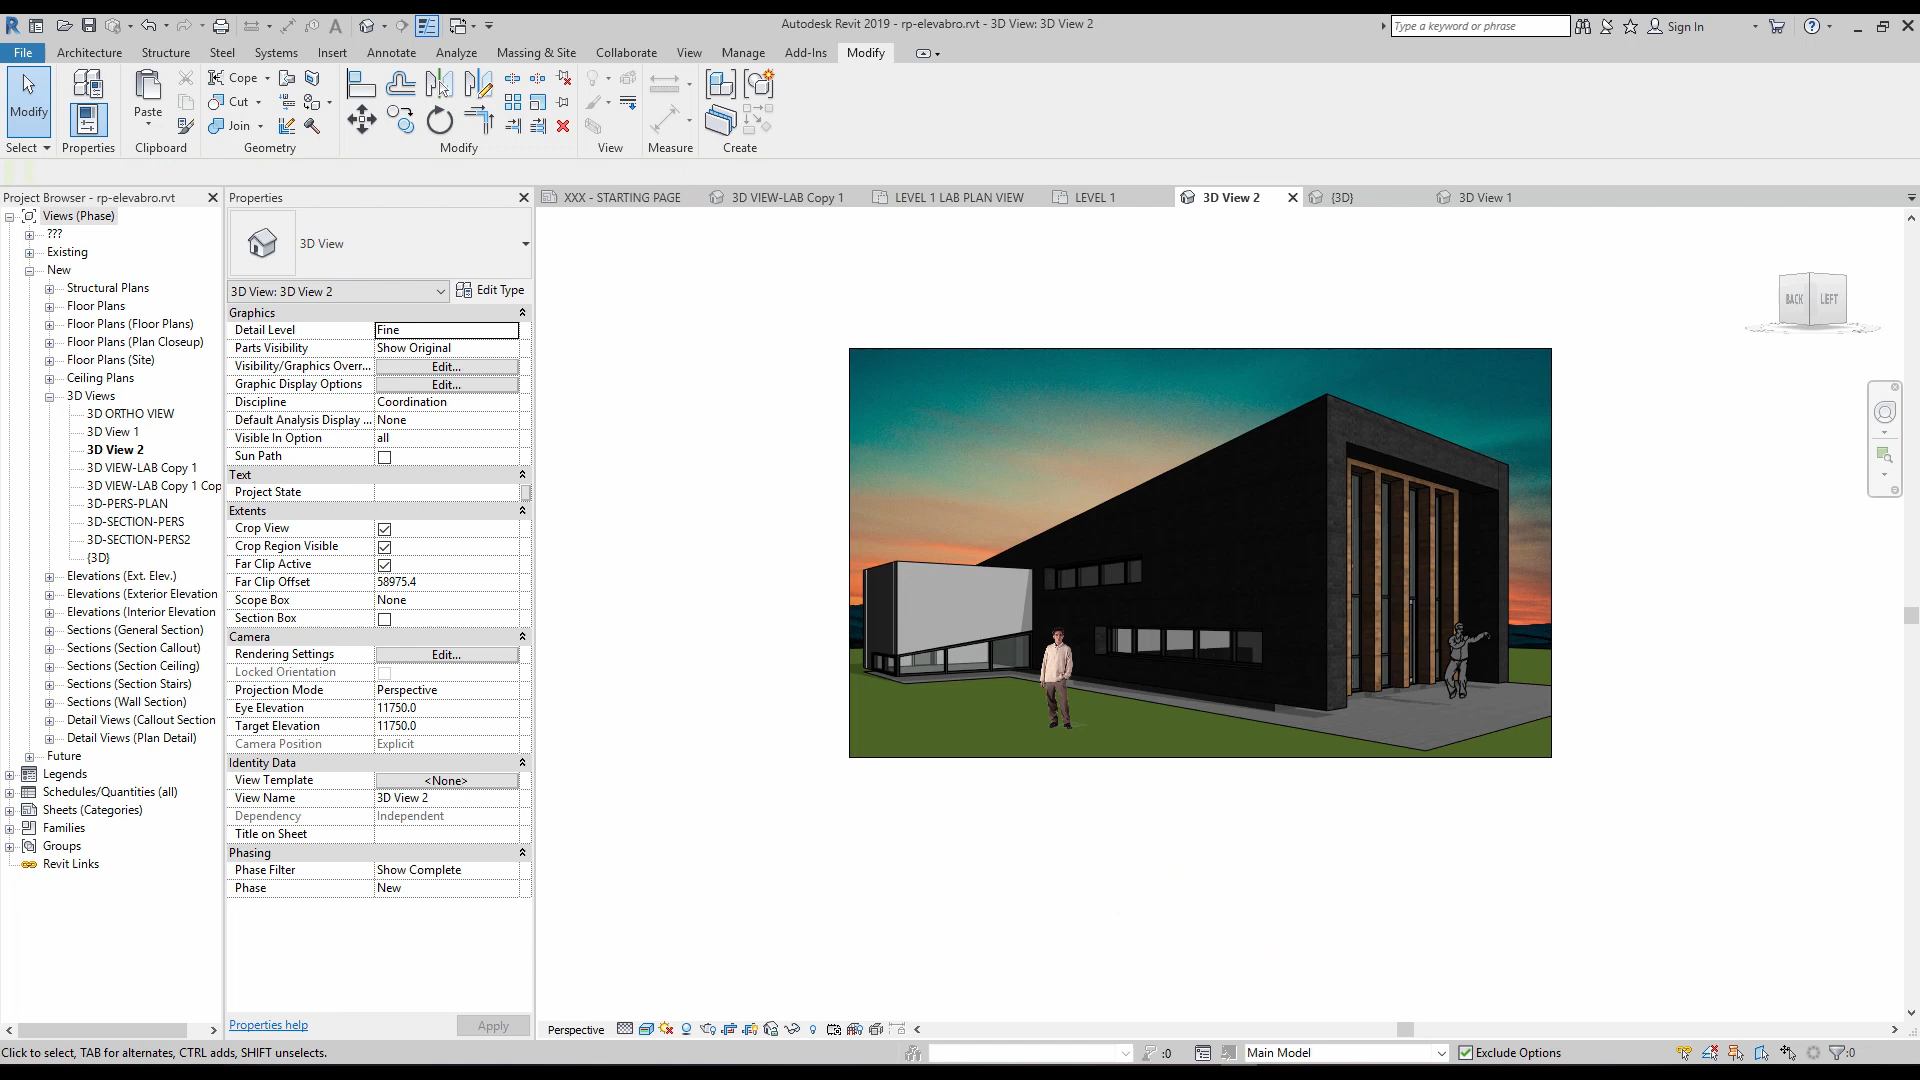 Autodesk Revit 2019 - rp-elevabro.rvt - 3D View: 3D View 2
Type a keyword or phrase
Sign In
File Architecture Structure Steel Systems Insert Annotate Analyze Massing & Site Collaborate View Manage Add-Ins Modify
Modify
Paste
Cope
Cut
Join
Select Properties Clipboard Geometry Modify View Measure Create
Project Browser - rp-elevabro.rvt
Views (Phase)
???
Existing
New
Structural Plans
Floor Plans
Floor Plans (Floor Plans)
Floor Plans (Plan Closeup)
Floor Plans (Site)
Ceiling Plans
3D Views
3D ORTHO VIEW
3D View 1
3D View 2
3D VIEW-LAB Copy 1
3D VIEW-LAB Copy 1 Cop
3D-PERS-PLAN
3D-SECTION-PERS
3D-SECTION-PERS2
{3D}
Elevations (Ext. Elev.)
Elevations (Exterior Elevation
Elevations (Interior Elevation
Sections (General Section)
Sections (Section Callout)
Sections (Section Ceiling)
Sections (Section Stairs)
Sections (Wall Section)
Detail Views (Callout Section
Detail Views (Plan Detail)
Future
Legends
Schedules/Quantities (all)
Sheets (Categories)
Families
Groups
Revit Links
Properties
3D View
3D View: 3D View 2 Edit Type
Graphics
Detail Level Fine
Parts Visibility Show Original
Visibility/Graphics Overr... Edit...
Graphic Display Options Edit...
Discipline Coordination
Default Analysis Display ... None
Visible In Option all
Sun Path
Text
Project State
Extents
Crop View
Crop Region Visible
Far Clip Active
Far Clip Offset 58975.4
Scope Box None
Section Box
Camera
Rendering Settings Edit...
Locked Orientation
Projection Mode Perspective
Eye Elevation 11750.0
Target Elevation 11750.0
Camera Position Explicit
Identity Data
View Template <None>
View Name 3D View 2
Dependency Independent
Title on Sheet
Phasing
Phase Filter Show Complete
Phase New
Properties help Apply
XXX - STARTING PAGE 3D VIEW-LAB Copy 1 LEVEL 1 LAB PLAN VIEW LEVEL 1 3D View 2 {3D} 3D View 1
BACK LEFT
Perspective
Click to select, TAB for alternates, CTRL adds, SHIFT unselects.
:0
Main Model
Exclude Options
:0